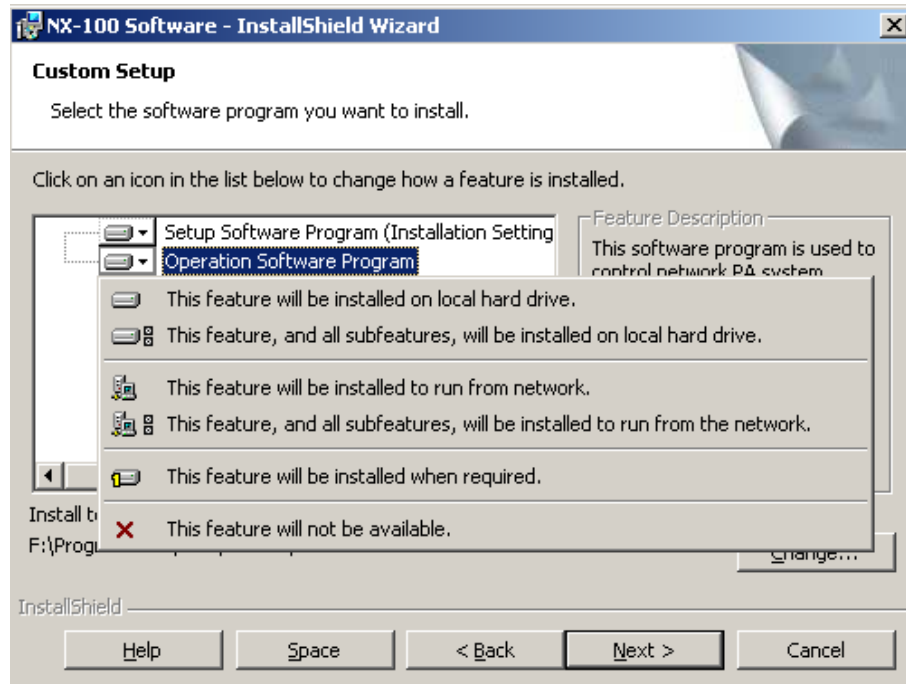 NX-100 Software - InstallShield Wizard
Custom Setup
Select the software program you want to install.
Click on an icon in the list below to change how a feature is installed.
Setup Software Program (Installation Setting
Operation Software Program
Feature Description
This software program is used to
control network PA system
This feature will be installed on local hard drive.
This feature, and all subfeatures, will be installed on local hard drive.
This feature will be installed to run from network.
This feature, and all subfeatures, will be installed to run from the network.
This feature will be installed when required.
This feature will not be available.
Install
F:\Prog
Change...
InstallShield
Help
Space
< Back
Next >
Cancel